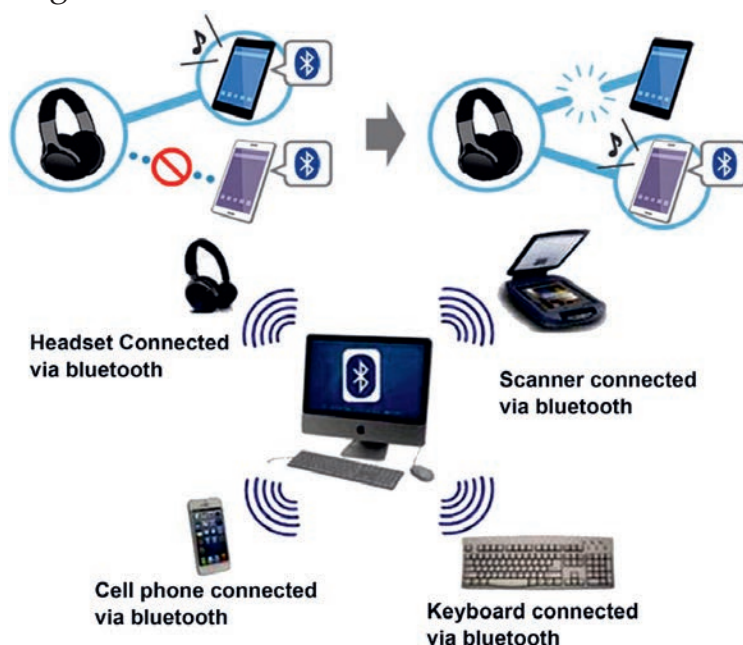 Headset Connected
via bluetooth
Scanner connected
via bluetooth
Cell phone connected
via bluetooth
Keyboard connected
via bluetooth